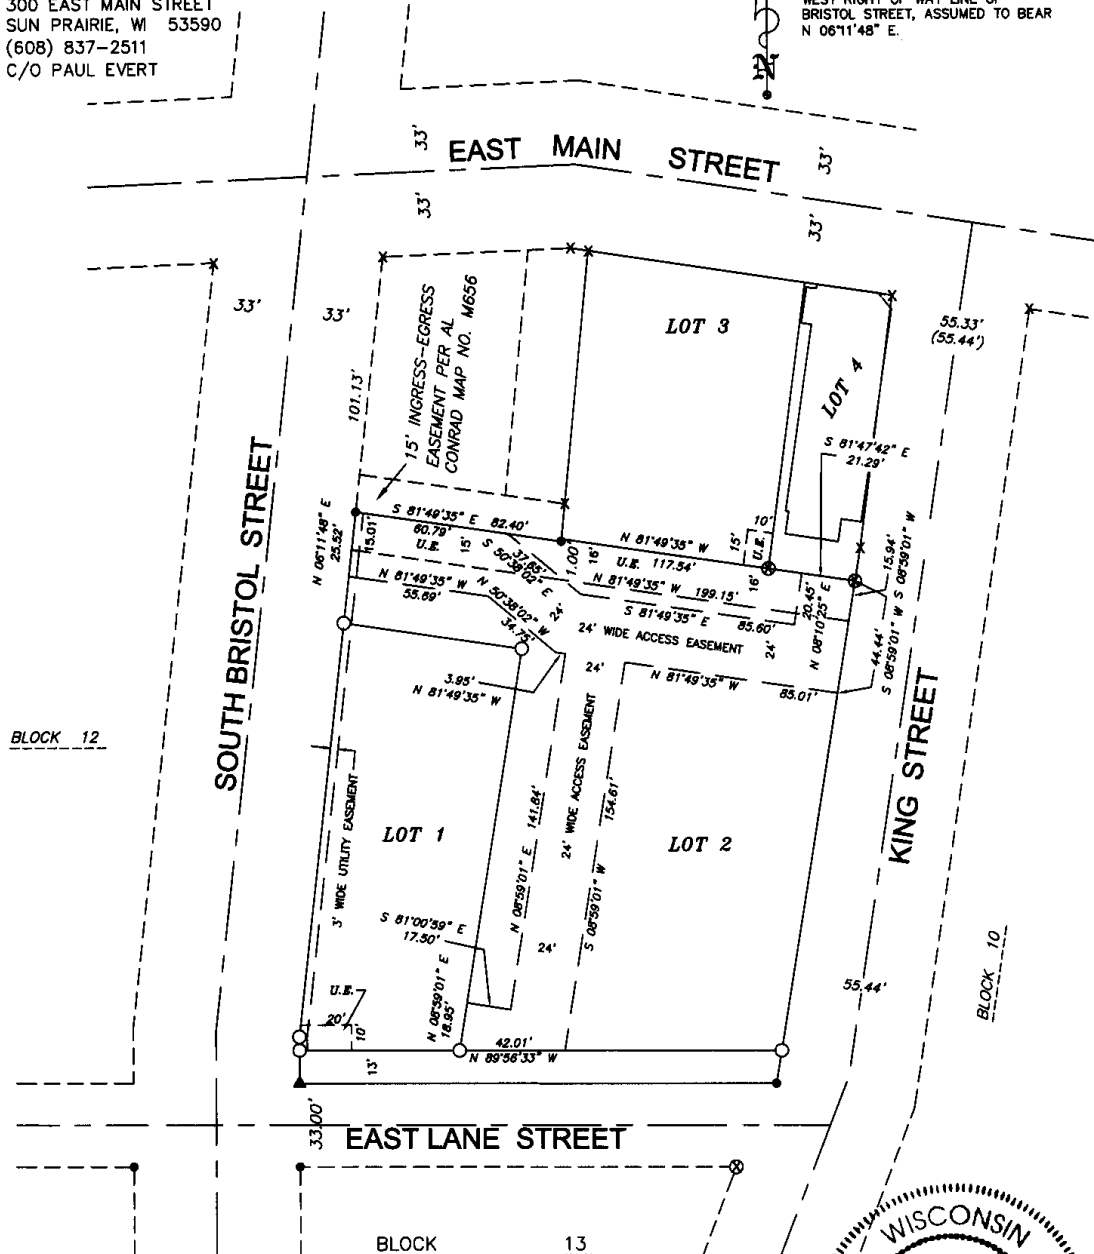 300 EAST MAIN STREET
SUN PRAIRIE, WI 53590
(608) 837-2511
C/O PAUL EVERT
WEST RIGHT OF WAY LINE OF
BRISTOL STREET, ASSUMED TO BEAR
N 06°11'48" E.
N
33'
EAST MAIN STREET
33'
33'
33'
33'
33'
15' INGRESS-EGRESS
EASEMENT PER AL
CONRAD MAP NO. M656
101.13'
LOT 3
LOT 4
55.33'
(55.44')
S 81°47'42" E
21.29'
SOUTH BRISTOL STREET
N 06°11'48" E
25.52'
15.01'
S 81°49'35" E 82.40'
60.79'
U.E.
15'
37.65'
S 50°38'02" E
1.00'
16'
N 81°49'35" W
U.E. 117.54'
15'
10'
U.E.
16'
N 81°49'35" W
55.69'
N 50°38'02" W
34.75'
24'
N 81°49'35" W 199.15'
S 81°49'35" E 85.60'
24' WIDE ACCESS EASEMENT
24'
20.45'
N 08°10'25" E
15.94'
S 08°59'01" W
44.44'
S 08°59'01" W
3.95'
N 81°49'35" W
24'
N 81°49'35" W 85.01'
BLOCK 12
KING STREET
3' WIDE UTILITY EASEMENT
LOT 1
N 08°59'01" E 141.84'
24' WIDE ACCESS EASEMENT
S 08°59'01" W 154.61'
LOT 2
S 81°00'59" E
17.50'
24'
N 08°59'01" E
18.95'
U.E.
20'
10'
55.44'
BLOCK 10
42.01'
N 89°56'33" W
13'
33.00'
EAST LANE STREET
BLOCK 13
WISCONSIN